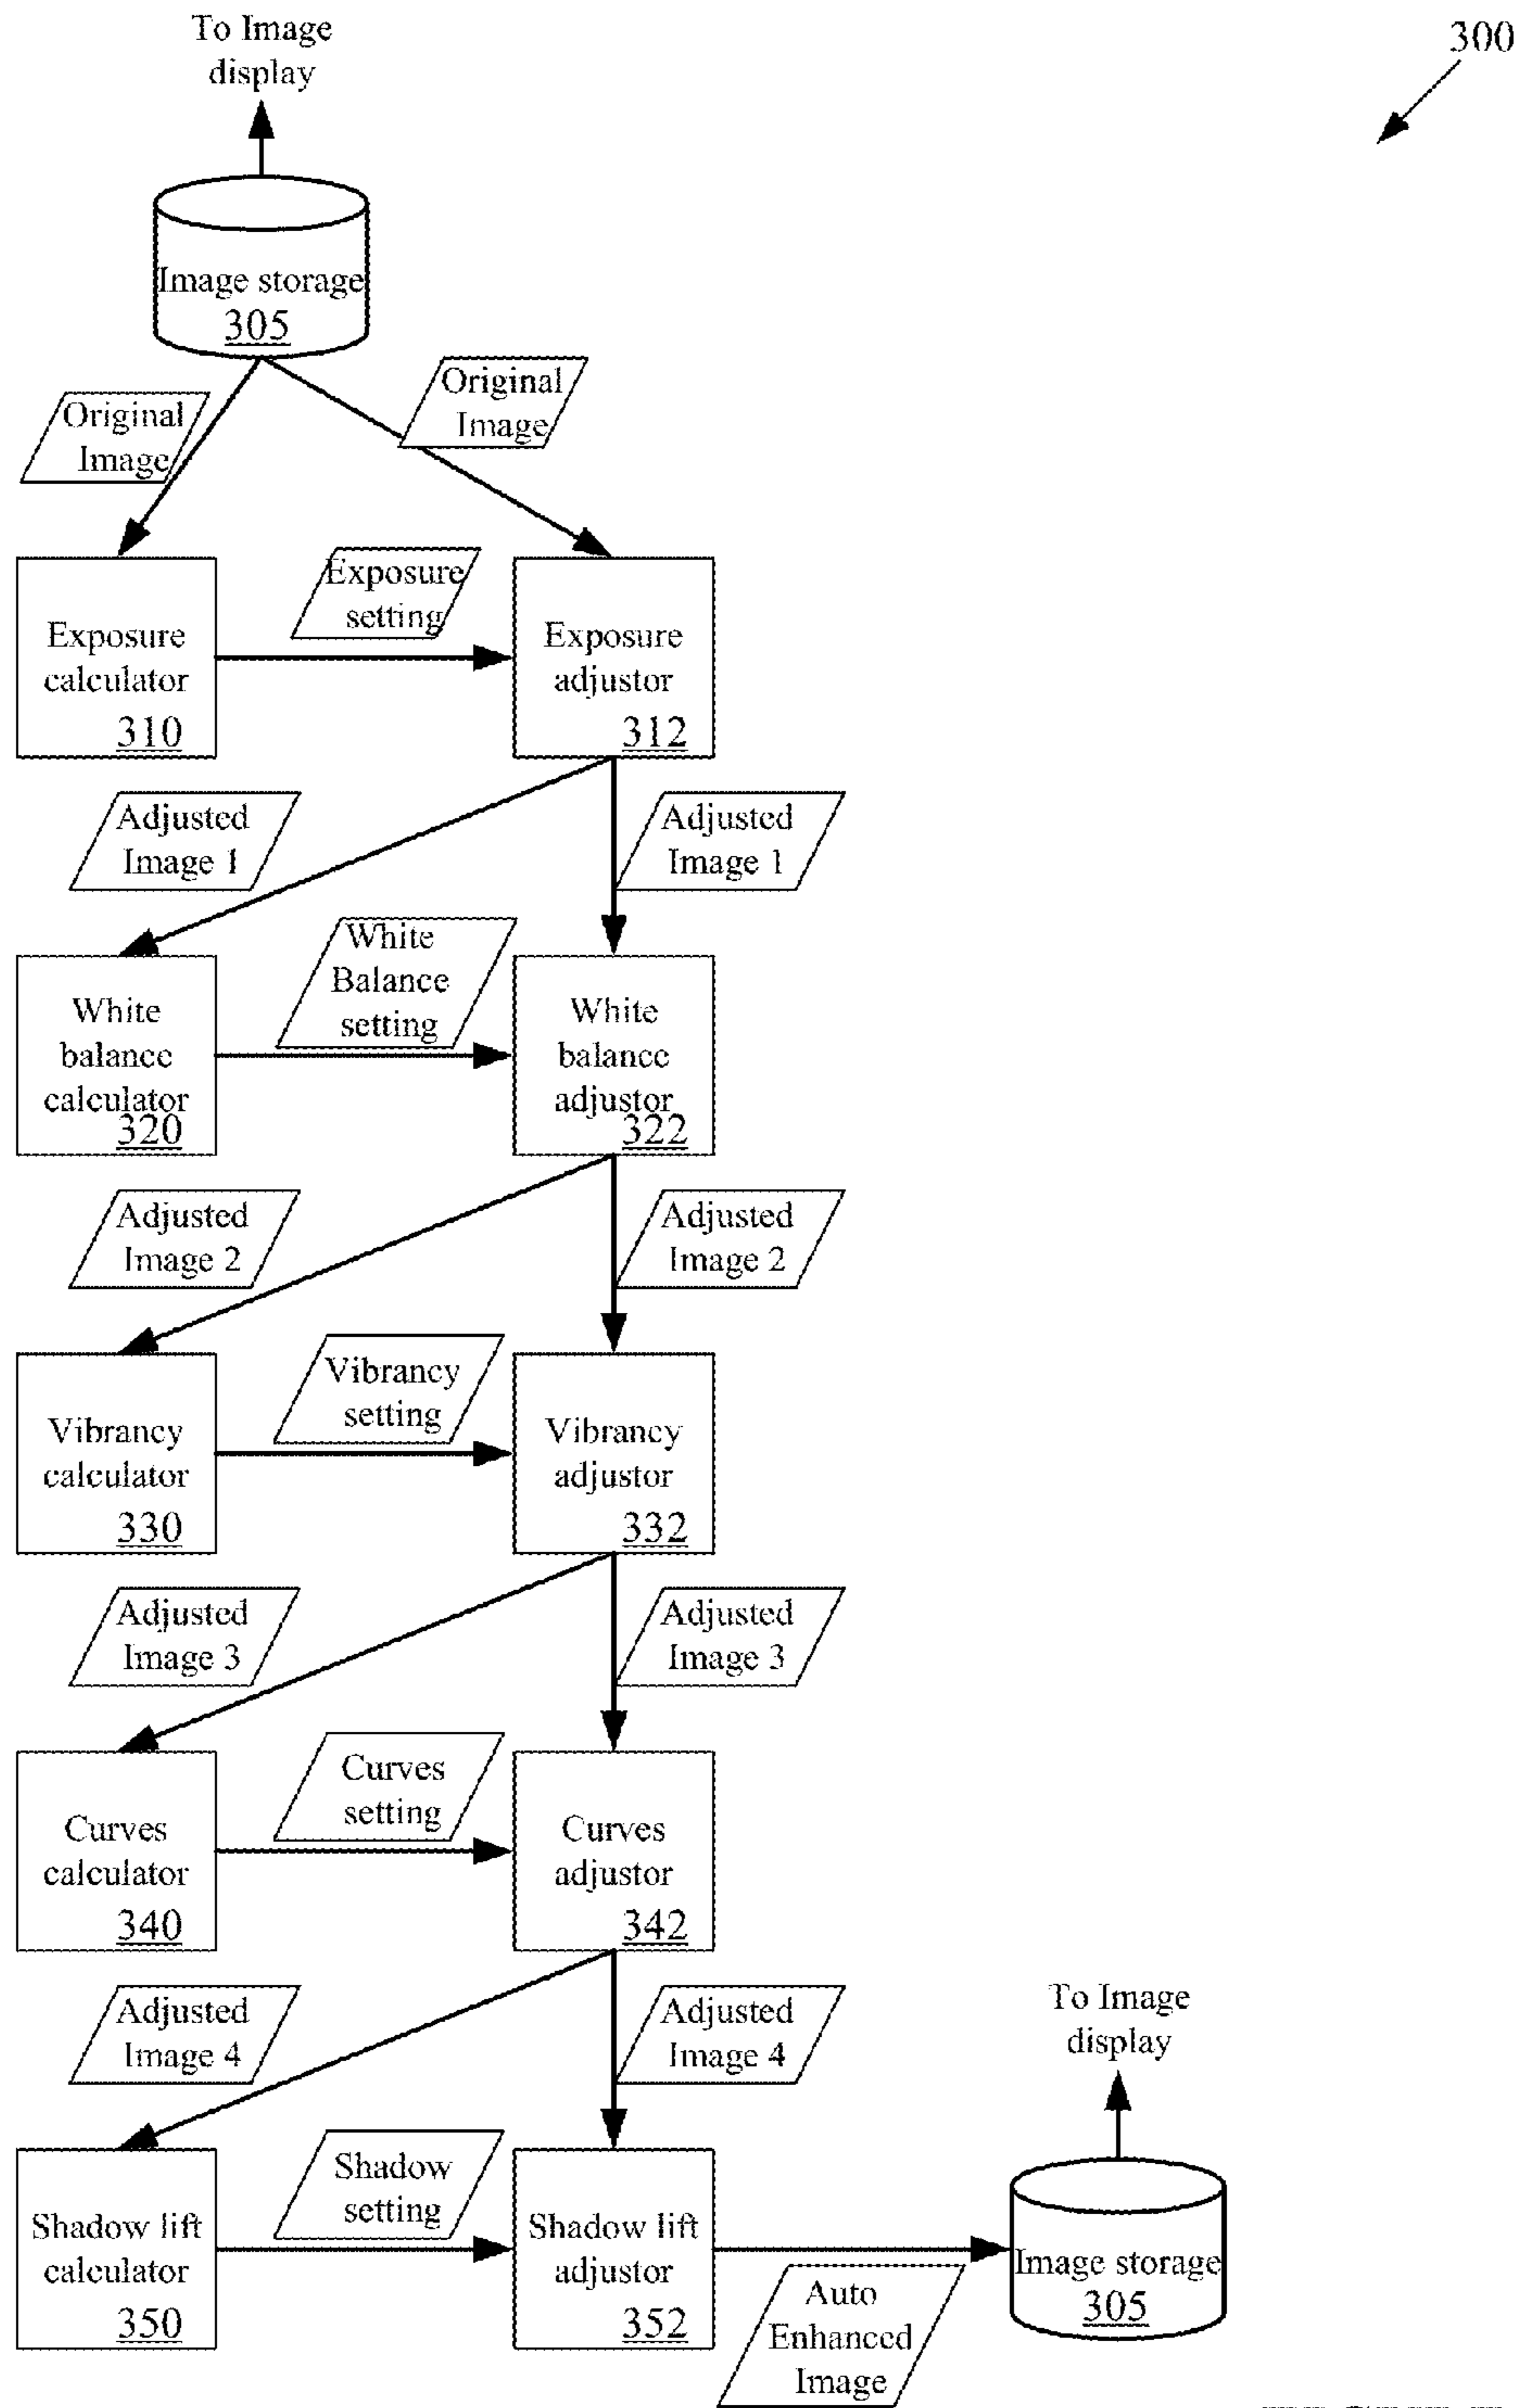 To Image
display
300
Image storage
305
Original
Image
Original
Image
Exposure
setting
Exposure
calculator
310
Exposure
adjustor
312
Adjusted
Image 1
Adjusted
Image 1
White
Balance
setting
White
balance
calculator
320
White
balance
adjustor
322
Adjusted
Image 2
Adjusted
Image 2
Vibrancy
setting
Vibrancy
calculator
330
Vibrancy
adjustor
332
Adjusted
Image 3
Adjusted
Image 3
Curves
setting
Curves
calculator
340
Curves
adjustor
342
Adjusted
Image 4
Adjusted
Image 4
To Image
display
Shadow
setting
Shadow lift
calculator
350
Shadow lift
adjustor
352
Image storage
305
Auto
Enhanced
Image